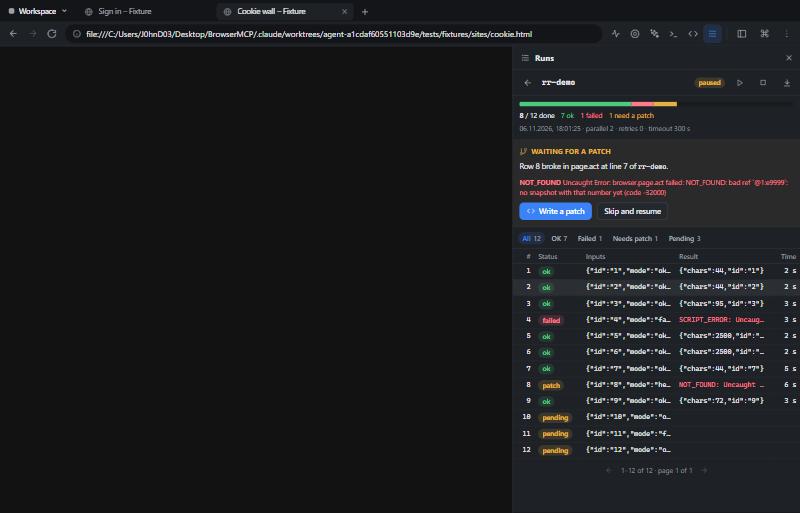 Workspace
Sign in – Fixture
Cookie wall – Fixture
file:///C:/Users/J0hnD03/Desktop/BrowserMCP/.claude/worktrees/agent-a1cdaf60551103d9e/tests/fixtures/sites/cookie.html
Runs
rr-demo paused
8 / 12 done 7 ok 1 failed 1 need a patch
06.11.2026, 18:01:25 · parallel 2 · retries 0 · timeout 300 s
WAITING FOR A PATCH
Row 8 broke in page.act at line 7 of rr-demo.
NOT_FOUND Uncaught Error: browser.page.act failed: NOT_FOUND: bad ref '@1:e9999':
no snapshot with that number yet (code -32000)
Write a patch Skip and resume
All 12 OK 7 Failed 1 Needs patch 1 Pending 3
# Status Inputs Result Time
1 ok {"id":"1","mode":"ok… {"chars":44,"id":"1"} 2 s
2 ok {"id":"2","mode":"ok… {"chars":44,"id":"2"} 2 s
3 ok {"id":"3","mode":"ok… {"chars":95,"id":"3"} 3 s
4 failed {"id":"4","mode":"fa… SCRIPT_ERROR: Uncaug… 3 s
5 ok {"id":"5","mode":"ok… {"chars":2500,"id":"… 2 s
6 ok {"id":"6","mode":"ok… {"chars":2500,"id":"… 2 s
7 ok {"id":"7","mode":"ok… {"chars":44,"id":"7"} 5 s
8 patch {"id":"8","mode":"he… NOT_FOUND: Uncaught … 6 s
9 ok {"id":"9","mode":"ok… {"chars":72,"id":"9"} 3 s
10 pending {"id":"10","mode":"o…
11 pending {"id":"11","mode":"f…
12 pending {"id":"12","mode":"o…
1–12 of 12 · page 1 of 1